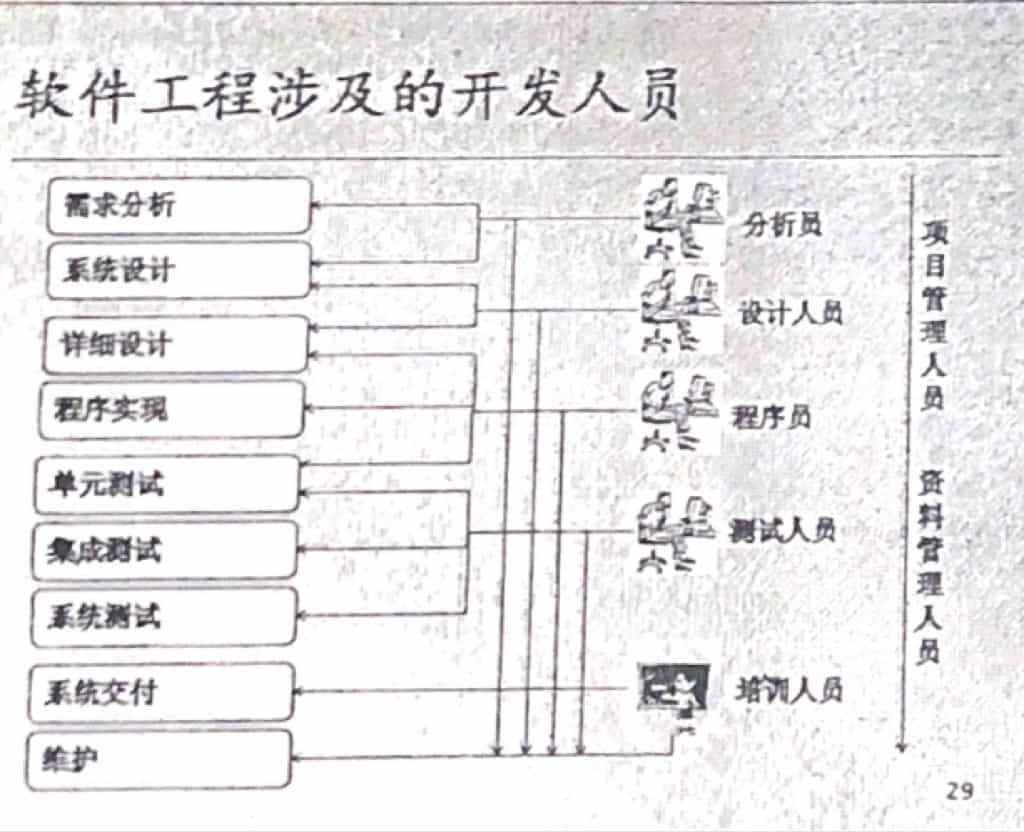 软件工程涉及的开发人员
需求分析
系统设计
详细设计
程序实现
单元测试
集成测试
系统测试
系统交付
维护
分析员
设计人员
程序员
测试人员
培训人员
项目管理人员
资料管理人员
29